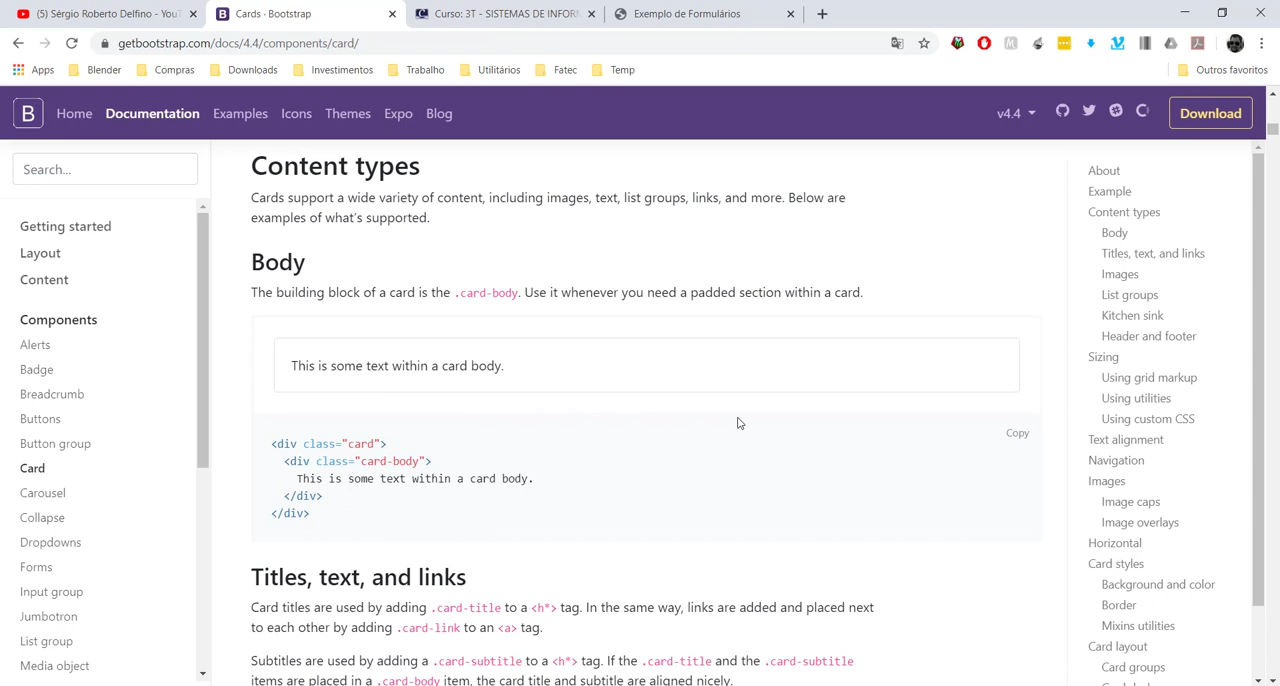 (5) Sérgio Roberto Delfino - YouT
Cards · Bootstrap
Curso: 3T - SISTEMAS DE INFOR
Exemplo de Formulários
getbootstrap.com/docs/4.4/components/card/
Apps
Blender
Compras
Downloads
Investimentos
Trabalho
Utilitários
Fatec
Temp
Outros favoritos
B
Home
Documentation
Examples
Icons
Themes
Expo
Blog
v4.4
Download
Search...
Getting started
Layout
Content
Components
Alerts
Badge
Breadcrumb
Buttons
Button group
Card
Carousel
Collapse
Dropdowns
Forms
Input group
Jumbotron
List group
Media object
Content types
Cards support a wide variety of content, including images, text, list groups, links, and more. Below are
examples of what's supported.
Body
The building block of a card is the .card-body. Use it whenever you need a padded section within a card.
This is some text within a card body.
Copy
<div class="card">
<div class="card-body">
This is some text within a card body.
</div>
</div>
Titles, text, and links
Card titles are used by adding .card-title to a <h*> tag. In the same way, links are added and placed next
to each other by adding .card-link to an <a> tag.
Subtitles are used by adding a .card-subtitle to a <h*> tag. If the .card-title and the .card-subtitle
items are placed in a .card-body item, the card title and subtitle are aligned nicely.
About
Example
Content types
Body
Titles, text, and links
Images
List groups
Kitchen sink
Header and footer
Sizing
Using grid markup
Using utilities
Using custom CSS
Text alignment
Navigation
Images
Image caps
Image overlays
Horizontal
Card styles
Background and color
Border
Mixins utilities
Card layout
Card groups